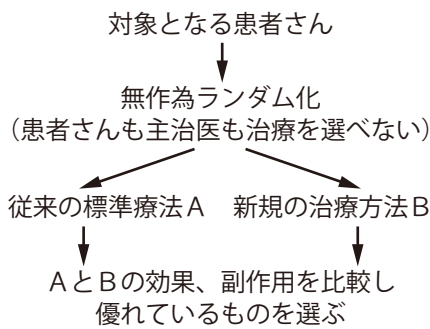 対象となる患者さん
無作為ランダム化
（患者さんも主治医も治療を選べない）
従来の標準療法Ａ　新規の治療方法Ｂ
ＡとＢの効果、副作用を比較し
優れているものを選ぶ